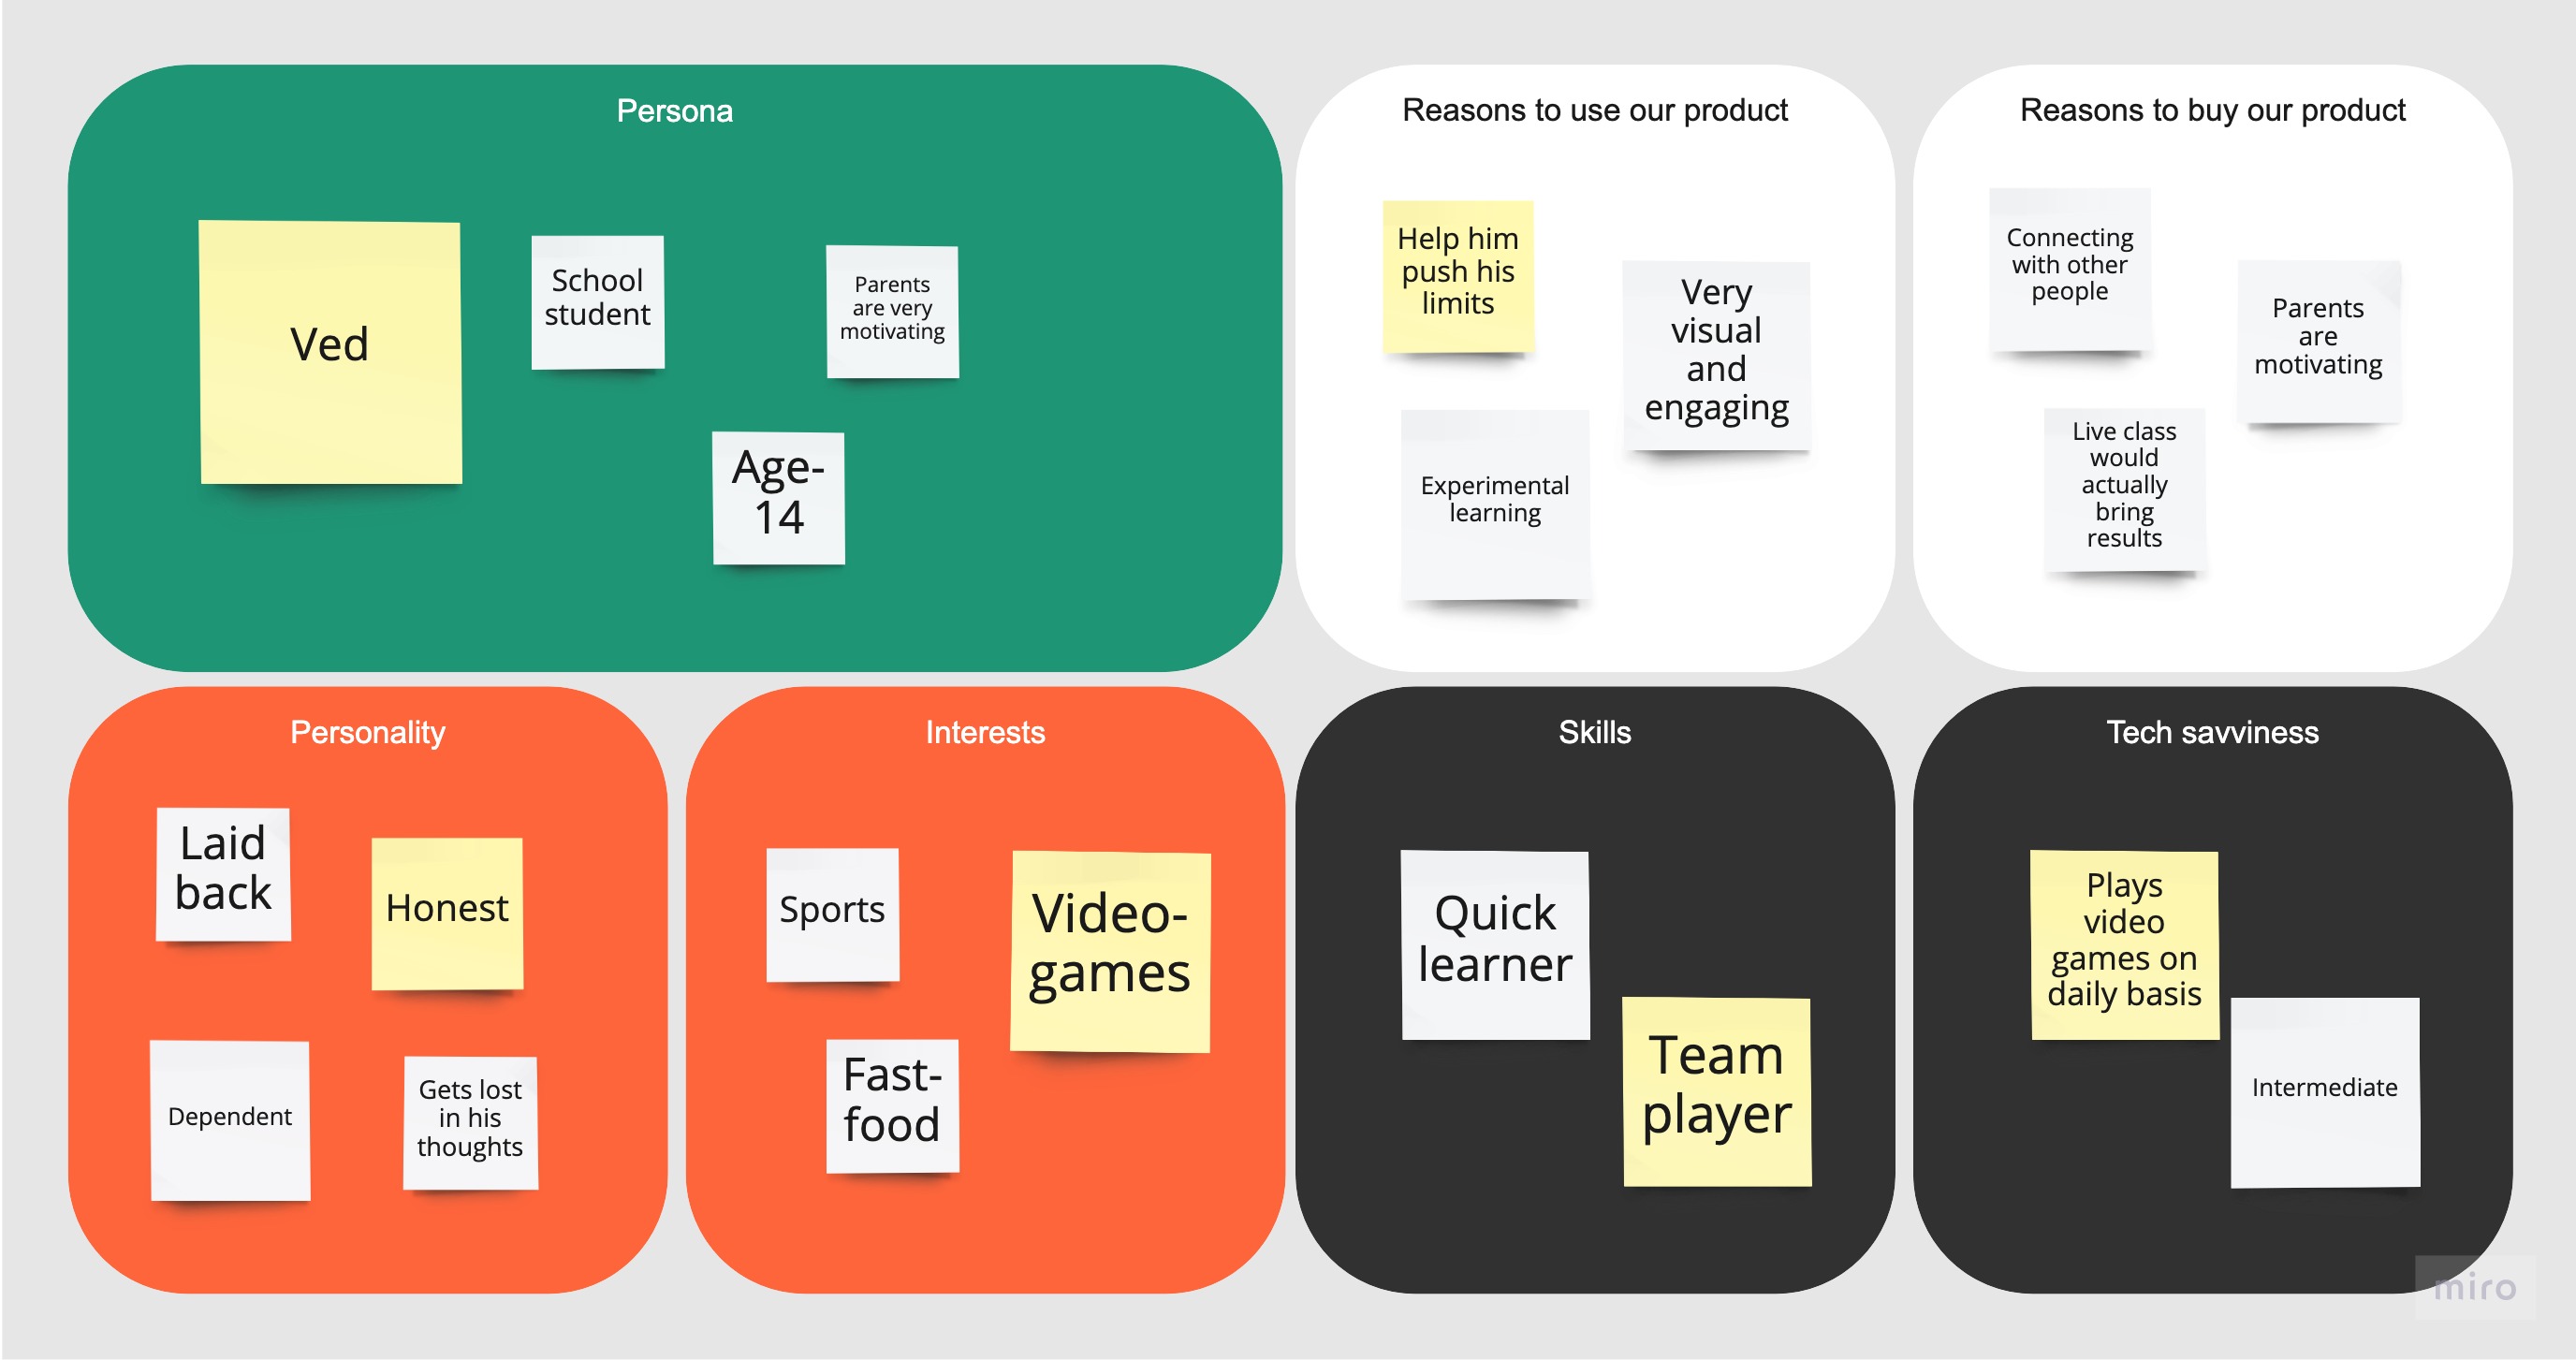 Persona
Ved
School
student
Parents
are very
motivating
Age-
14
Reasons to use our product
Help him
push his
limits
Very
visual
and
engaging
Experimental
learning
Reasons to buy our product
Connecting
with other
people
Parents
are
motivating
Live class
would
actually
bring
results
Personality
Laid
back
Honest
Dependent
Gets lost
in his
thoughts
Interests
Sports
Video-
games
Fast-
food
Skills
Quick
learner
Team
player
Tech savviness
Plays
video
games on
daily basis
Intermediate
miro